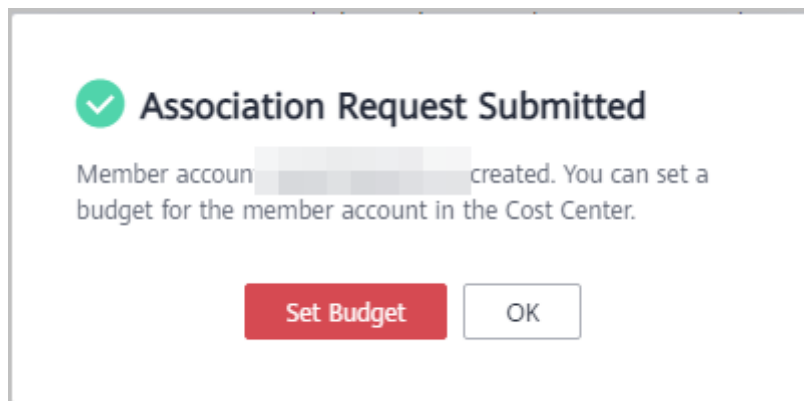 Association Request Submitted
Member accoun created. You can set a
budget for the member account in the Cost Center.
Set Budget
OK